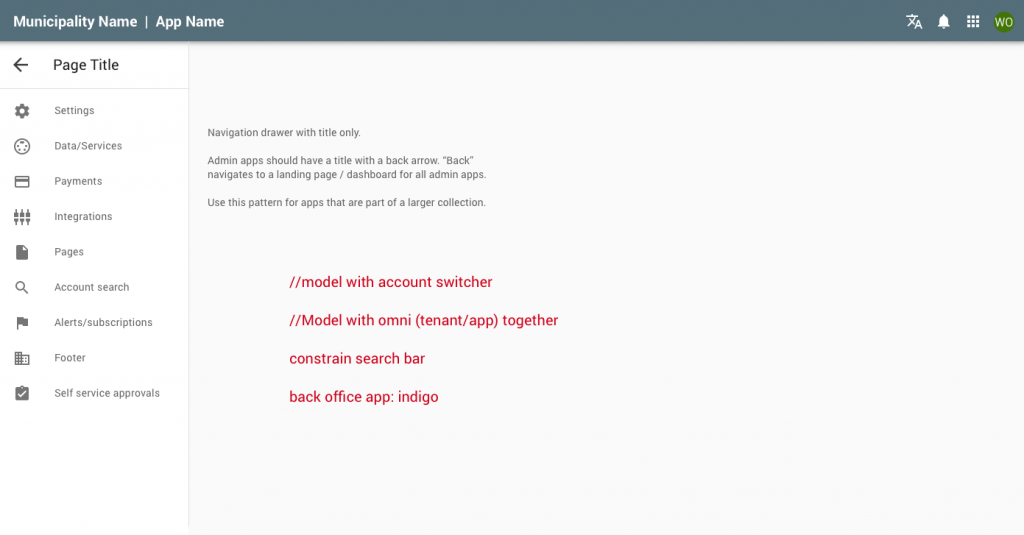 Municipality Name | App Name
WO
Page Title
Settings
Data/Services
Payments
Integrations
Pages
Account search
Alerts/subscriptions
Footer
Self service approvals
Navigation drawer with title only.
Admin apps should have a title with a back arrow. “Back”
navigates to a landing page / dashboard for all admin apps.
Use this pattern for apps that are part of a larger collection.
//model with account switcher
//Model with omni (tenant/app) together
constrain search bar
back office app: indigo